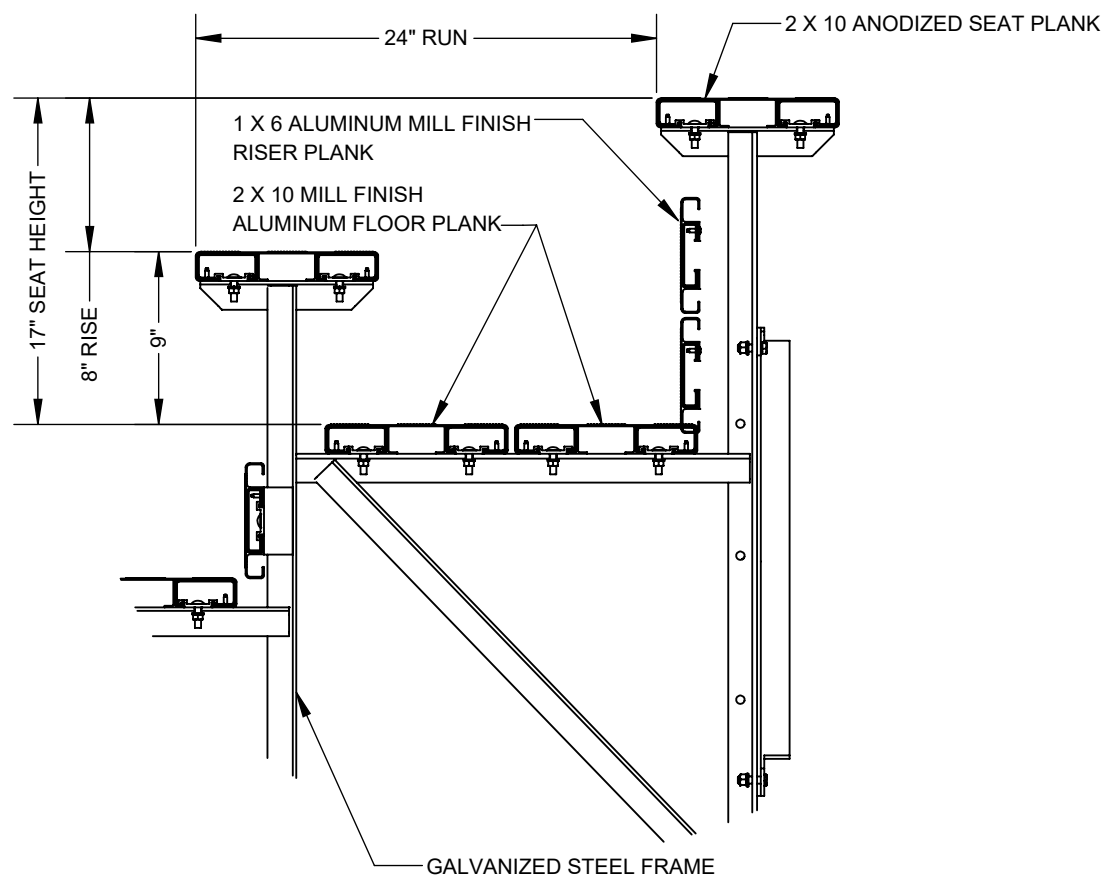 24" RUN
2 X 10 ANODIZED SEAT PLANK
1 X 6 ALUMINUM MILL FINISH
RISER PLANK
2 X 10 MILL FINISH
ALUMINUM FLOOR PLANK
17" SEAT HEIGHT
8" RISE
9"
GALVANIZED STEEL FRAME